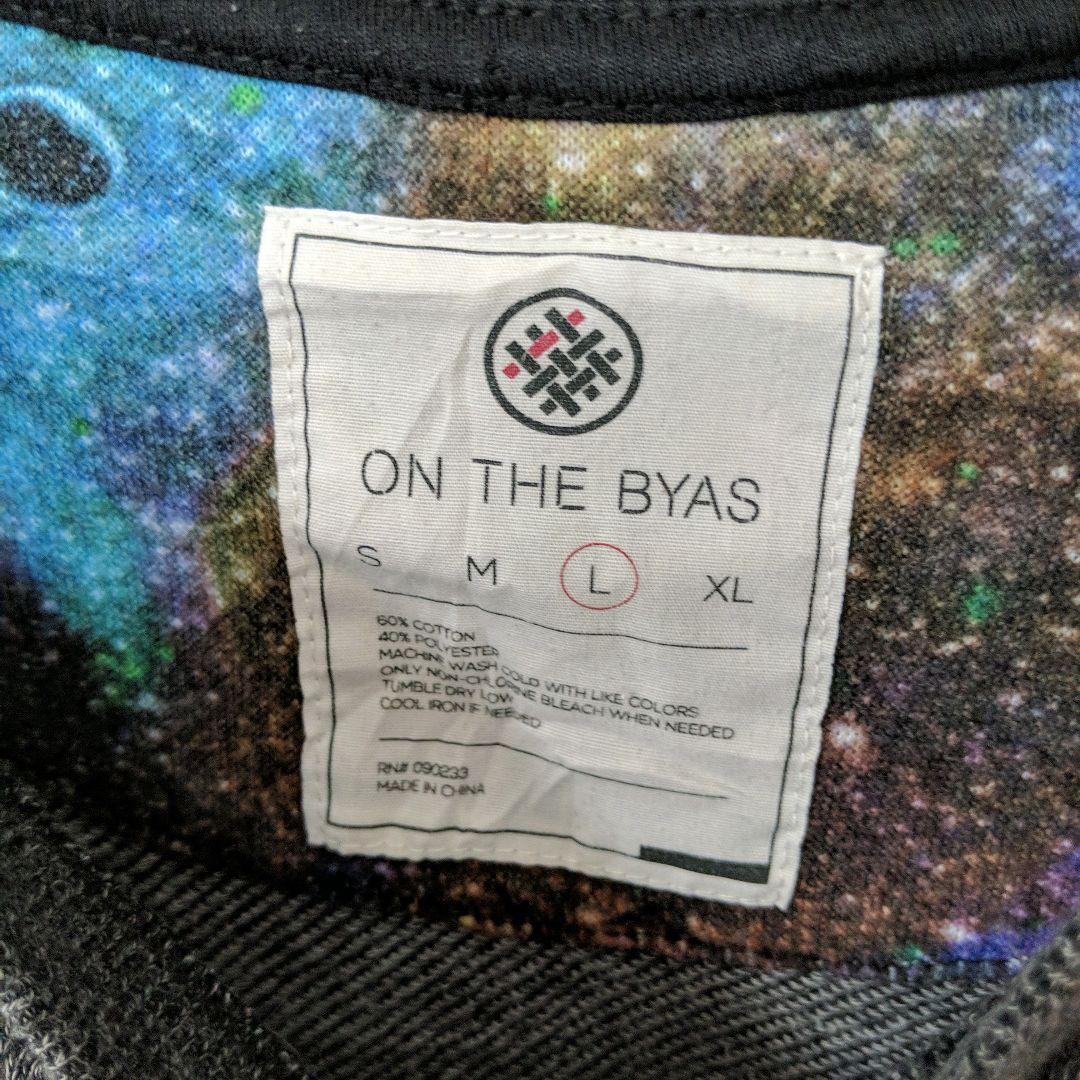 ON THE BYAS
S M L XL
60% COTTON
40% POLYESTER
MACHINE WASH COLD WITH LIKE COLORS
ONLY NON-CHLORINE BLEACH WHEN NEEDED
TUMBLE DRY LOW
COOL IRON IF NEEDED
RN# 090233
MADE IN CHINA